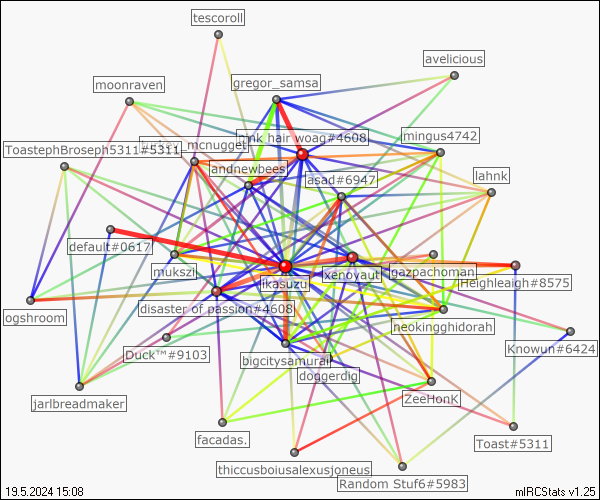 tescoroll
avelicious
gregor_samsa
moonraven
pink hair woag#4608
mingus4742
mcnugget
ToastephBroseph5311#5311
andnewbees
asad#6947
lahnk
default#0617
mukszi
ikasuzu
xenoyaut
gazpachoman
Heighleaigh#8575
disaster of passion#4608
ogshroom
neokingghidorah
Duck™#9103
bigcitysamurai
Knowun#6424
doggerdig
jarlbreadmaker
ZeeHonK
facadas.
Toast#5311
thiccusboiusalexusjoneus
Random Stuf6#5983
19.5.2024 15:08
mIRCStats v1.25